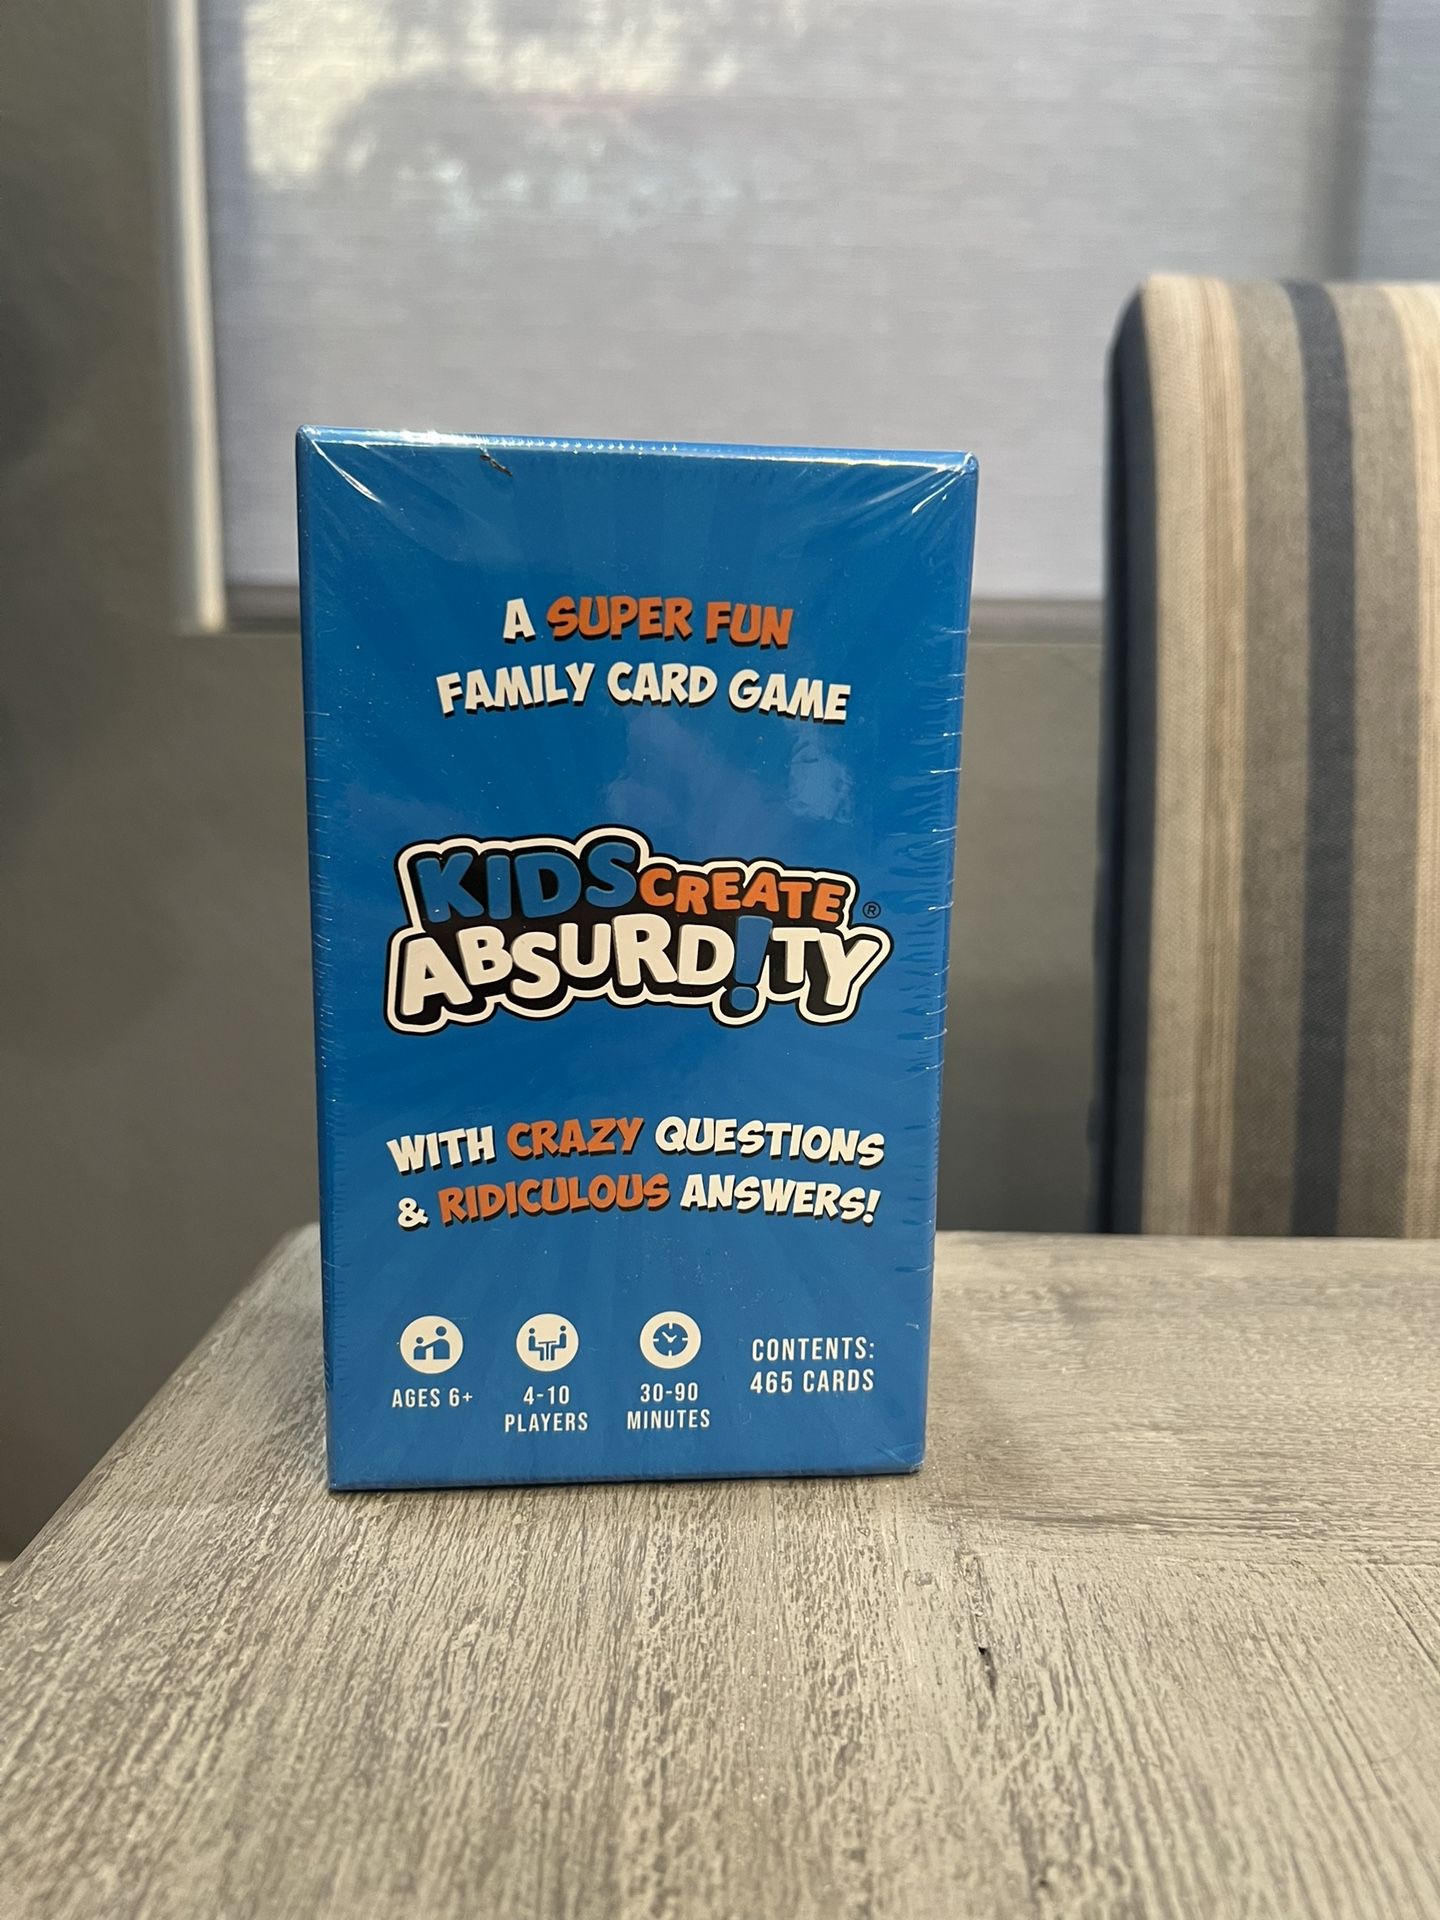 A SUPER FUN
FAMILY CARD GAME
KIDS CREATE ®
ABSURD!TY
WITH CRAZY QUESTIONS
& RIDICULOUS ANSWERS!
AGES 6+
4-10
PLAYERS
30-90
MINUTES
CONTENTS:
465 CARDS